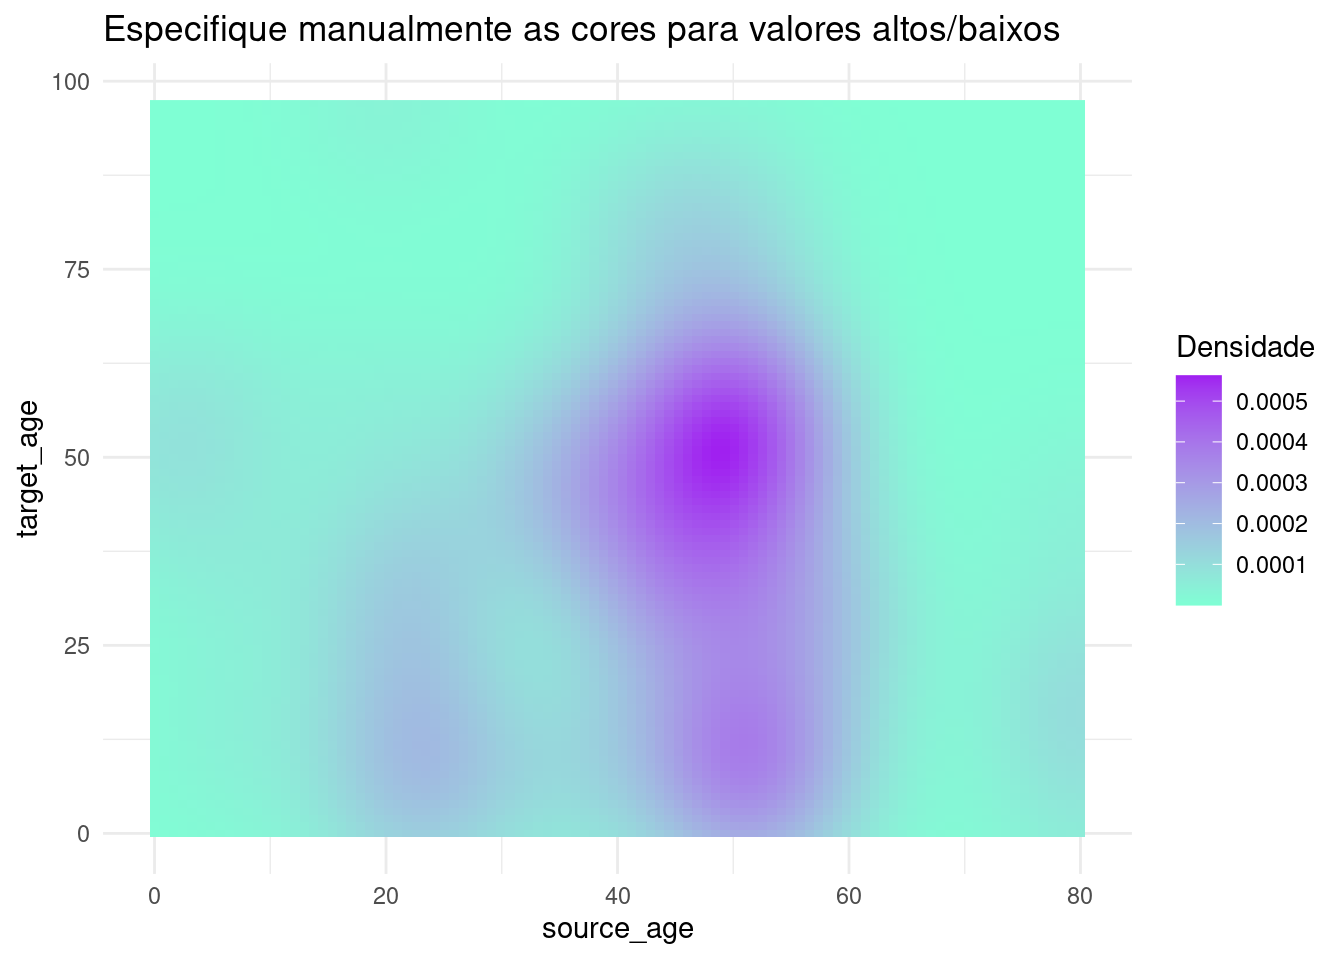 Especifique manualmente as cores para valores altos/baixos
100
75
50
25
0
target_age
0 20 40 60 80
source_age
Densidade
0.0005
0.0004
0.0003
0.0002
0.0001